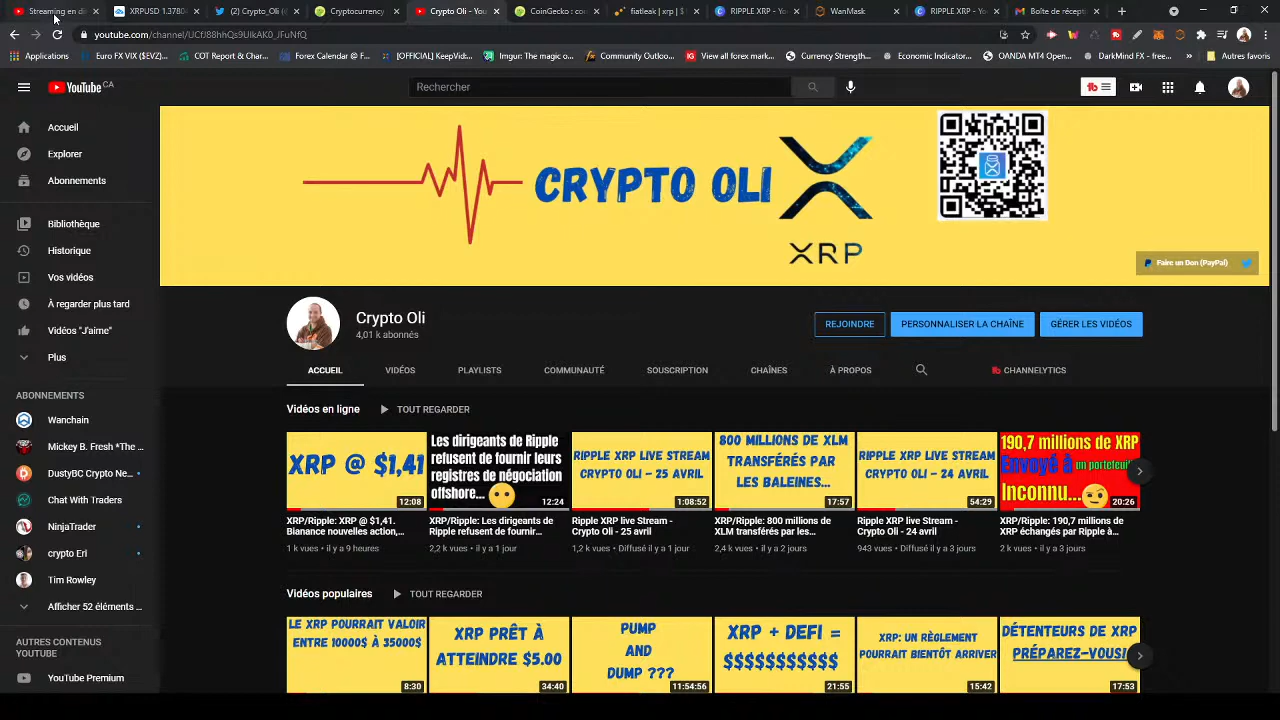 Streaming en di
XRPUSD 1.3780
(2) Crypto_Oli (
Cryptocurrency
Crypto Oli - You
CoinGecko : co
fiatleak | xrp | $
RIPPLE XRP - Yo
WanMask
RIPPLE XRP - Yo
Boîte de récepti
youtube.com/channel/UCfJ88hhQs9UlkAK0_JFuNfQ
Applications
Euro FX VIX ($EVZ)...
COT Report & Char...
Forex Calendar @ F...
[OFFICIAL] KeepVid...
Imgur: The magic o...
Community Outloo...
View all forex mark...
Currency Strength...
Economic Indicator...
OANDA MT4 Open...
DarkMind FX - free...
Autres favoris
YouTube CA
Rechercher
Accueil
Explorer
Abonnements
Bibliothèque
Historique
Vos vidéos
À regarder plus tard
Vidéos "J'aime"
Plus
ABONNEMENTS
Wanchain
Mickey B. Fresh *The ...
DustyBC Crypto Ne...
Chat With Traders
NinjaTrader
crypto Eri
Tim Rowley
Afficher 52 éléments ...
AUTRES CONTENUS
YOUTUBE
YouTube Premium
CRYPTO OLI
XRP
Faire un Don (PayPal)
Crypto Oli
4,01 k abonnés
REJOINDRE
PERSONNALISER LA CHAÎNE
GÉRER LES VIDÉOS
ACCUEIL
VIDÉOS
PLAYLISTS
COMMUNAUTÉ
SOUSCRIPTION
CHAÎNES
À PROPOS
CHANNELYTICS
Vidéos en ligne
TOUT REGARDER
XRP @ $1,41
12:08
XRP/Ripple: XRP @ $1,41.
Bianance nouvelles action,...
1 k vues • il y a 9 heures
Les dirigeants de Ripple
refusent de fournir leurs
registres de négociation
offshore...
12:24
XRP/Ripple: Les dirigeants de
Ripple refusent de fournir...
2,2 k vues • il y a 1 jour
RIPPLE XRP LIVE STREAM
CRYPTO OLI - 25 AVRIL
1:08:52
Ripple XRP live Stream -
Crypto Oli - 25 avril
1,2 k vues • Diffusé il y a 1 jour
800 MILLIONS DE XLM
TRANSFÉRÉS PAR
LES BALEINES...
17:57
XRP/Ripple: 800 millions de
XLM transférés par les...
2,4 k vues • il y a 2 jours
RIPPLE XRP LIVE STREAM
CRYPTO OLI - 24 AVRIL
54:29
Ripple XRP live Stream -
Crypto Oli - 24 avril
943 vues • Diffusé il y a 3 jours
190,7 millions de XRP
Envoyé à un portefeuil
Inconnu...
20:26
XRP/Ripple: 190,7 millions de
XRP échangés par Ripple à...
2 k vues • il y a 3 jours
Vidéos populaires
TOUT REGARDER
LE XRP POURRAIT VALOIR
ENTRE 10000$ À 35000$
8:30
XRP PRÊT À
ATTEINDRE $5.00
34:40
PUMP
AND
DUMP ???
11:54:56
XRP + DEFI =
$$$$$$$$$$$
21:55
XRP: UN RÈGLEMENT
POURRAIT BIENTÔT ARRIVER
15:42
DÉTENTEURS DE XRP
PRÉPAREZ-VOUS!
17:53